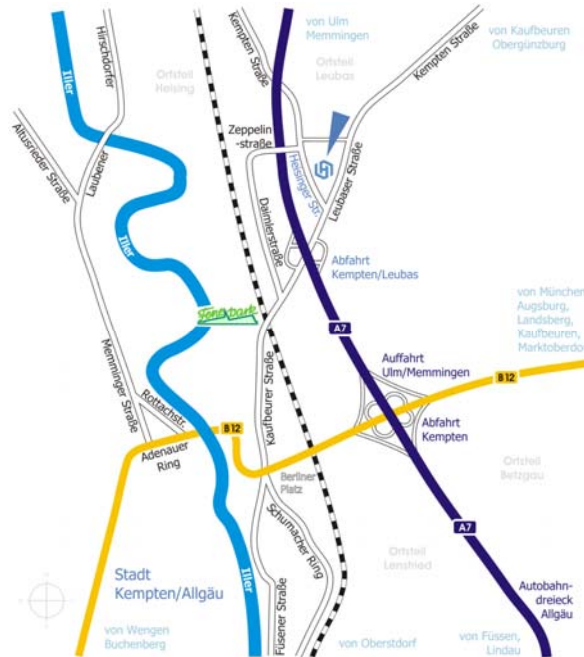 von Ulm
Memmingen
von Kaufbeuren
Obergünzburg
Iller
Hirschdorfer
Ortsteil
Heising
Kempten Straße
Ortsteil
Leubas
Kempten Straße
Zeppelin
-straße
Altusrieder Straße
Laubener
Heisinger Str.
Leubaser Straße
Daimlerstraße
Iller
Abfahrt
Kempten/Leubas
von München
Augsburg,
Landsberg,
Kaufbeuren,
Marktoberdo
A7
Memminger Straße
Kaufbeurer Straße
Auffahrt
Ulm/Memmingen
B12
Rottachstr.
B12
Abfahrt
Kempten
Adenauer
Ring
Berliner
Platz
Ortsteil
Betzgau
Schumacher Ring
A7
Ortsteil
Lensfried
Stadt
Kempten/Allgäu
Iller
Füsener Straße
Autobahn-
dreieck
Allgäu
von Wengen
Buchenberg
von Oberstdorf
von Füssen,
Lindau